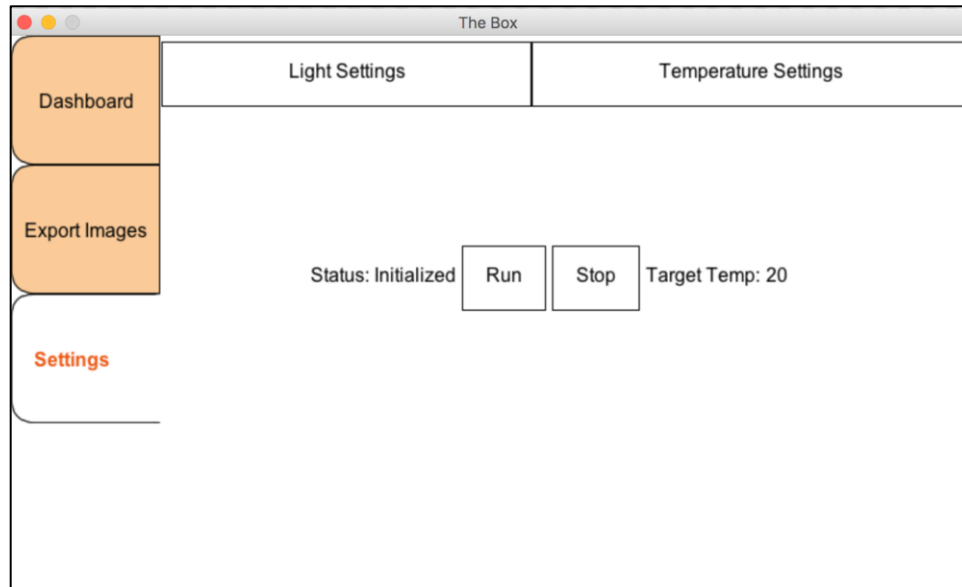 The Box
Dashboard
Light Settings
Temperature Settings
Export Images
Status: Initialized
Run
Stop
Target Temp: 20
Settings